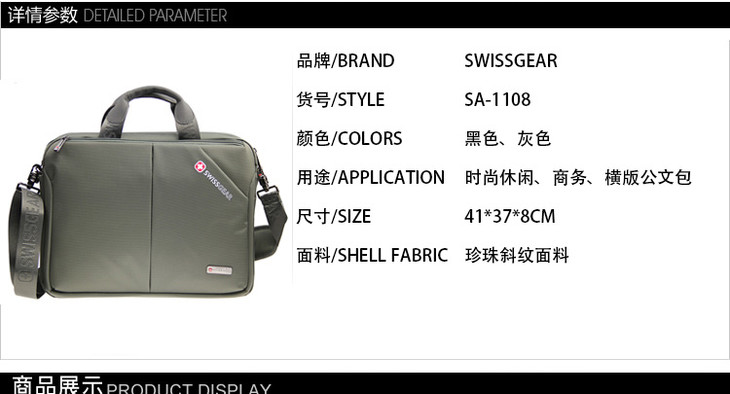 详情参数 DETAILED PARAMETER
品牌/BRAND SWISSGEAR
货号/STYLE SA-1108
颜色/COLORS 黑色、灰色
用途/APPLICATION 时尚休闲、商务、横版公文包
尺寸/SIZE 41*37*8CM
面料/SHELL FABRIC 珍珠斜纹面料
SWISSGEAR
SWISSGEAR
商品展示 PRODUCT DISPLAY